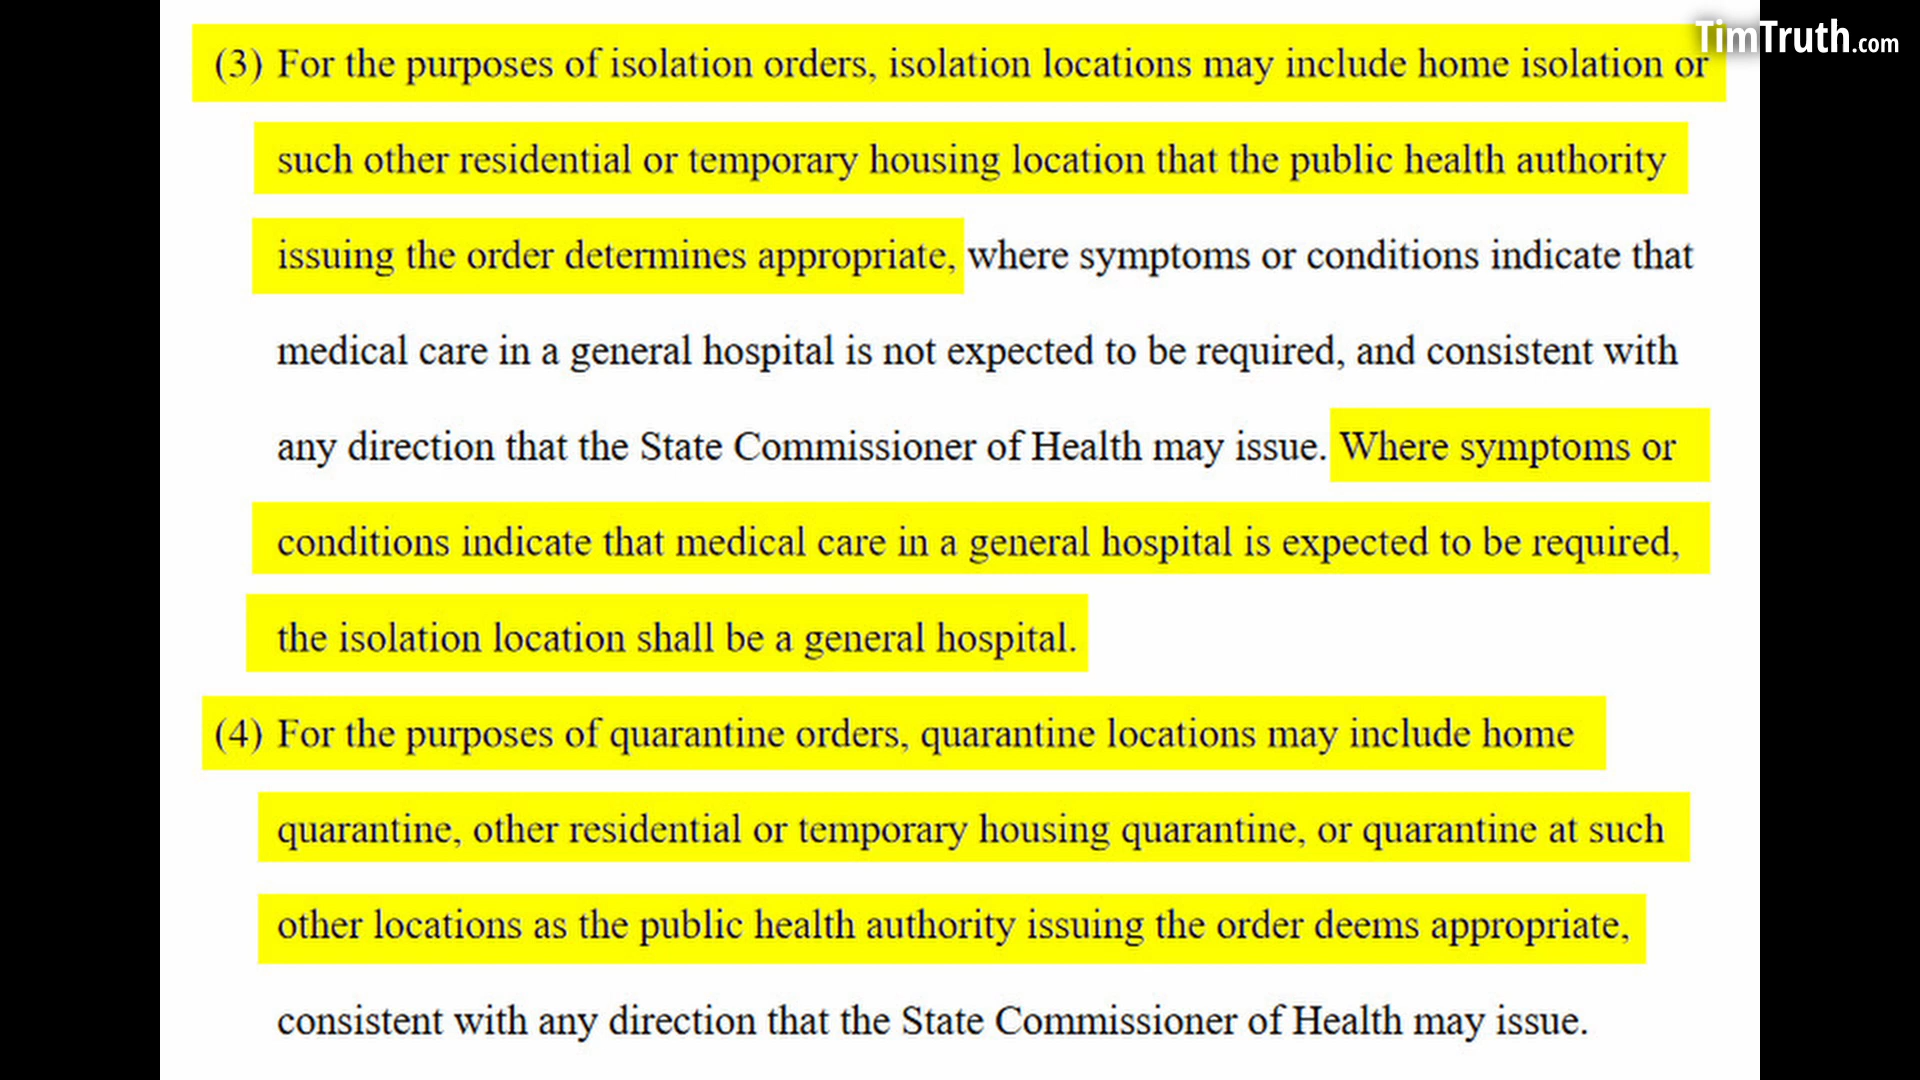 TimTruth.com
(3) For the purposes of isolation orders, isolation locations may include home isolation or
such other residential or temporary housing location that the public health authority
issuing the order determines appropriate, where symptoms or conditions indicate that
medical care in a general hospital is not expected to be required, and consistent with
any direction that the State Commissioner of Health may issue. Where symptoms or
conditions indicate that medical care in a general hospital is expected to be required,
the isolation location shall be a general hospital.
(4) For the purposes of quarantine orders, quarantine locations may include home
quarantine, other residential or temporary housing quarantine, or quarantine at such
other locations as the public health authority issuing the order deems appropriate,
consistent with any direction that the State Commissioner of Health may issue.